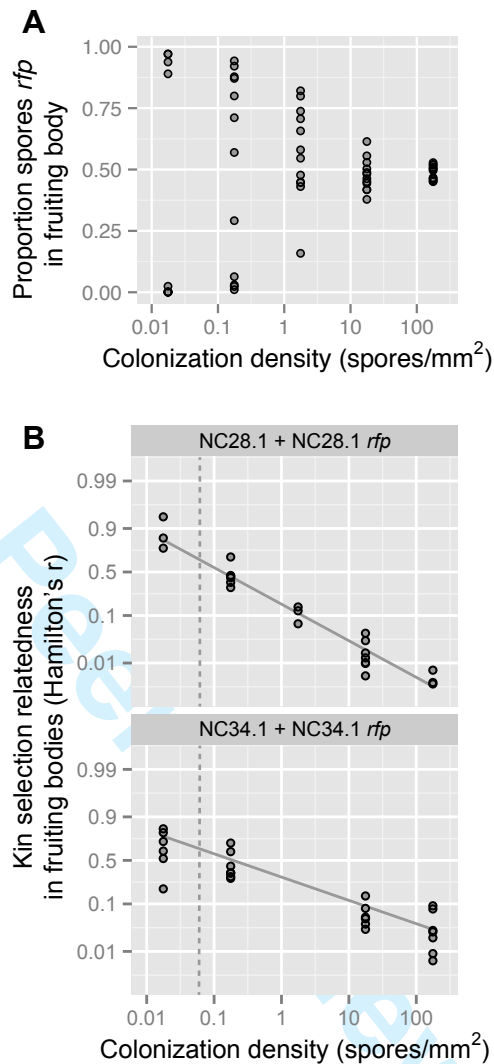 A
1.00
0.75
0.50
0.25
0.00
Proportion spores rfp
in fruiting body
0.01
0.1
1
10
100
Colonization density (spores/mm²)
B
NC28.1 + NC28.1 rfp
0.99
0.9
0.5
0.1
0.01
Kin selection relatedness
in fruiting bodies (Hamilton's r)
NC34.1 + NC34.1 rfp
0.99
0.9
0.5
0.1
0.01
0.01
0.1
1
10
100
Colonization density (spores/mm²)